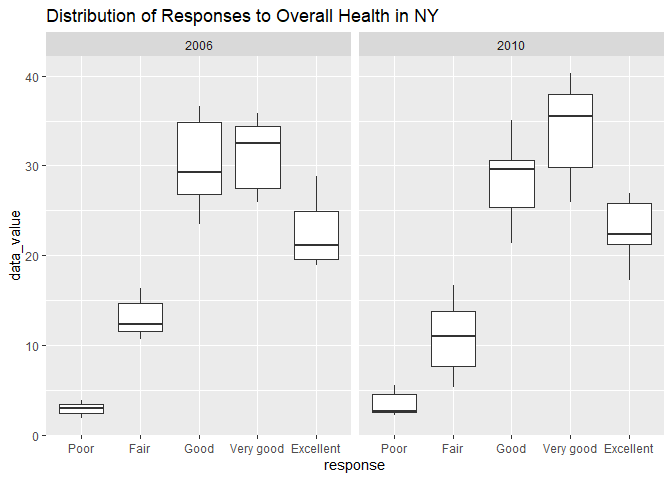 Distribution of Responses to Overall Health in NY
2006 2010
data_value
40
30
20
10
0
Poor Fair Good Very good Excellent Poor Fair Good Very good Excellent
response